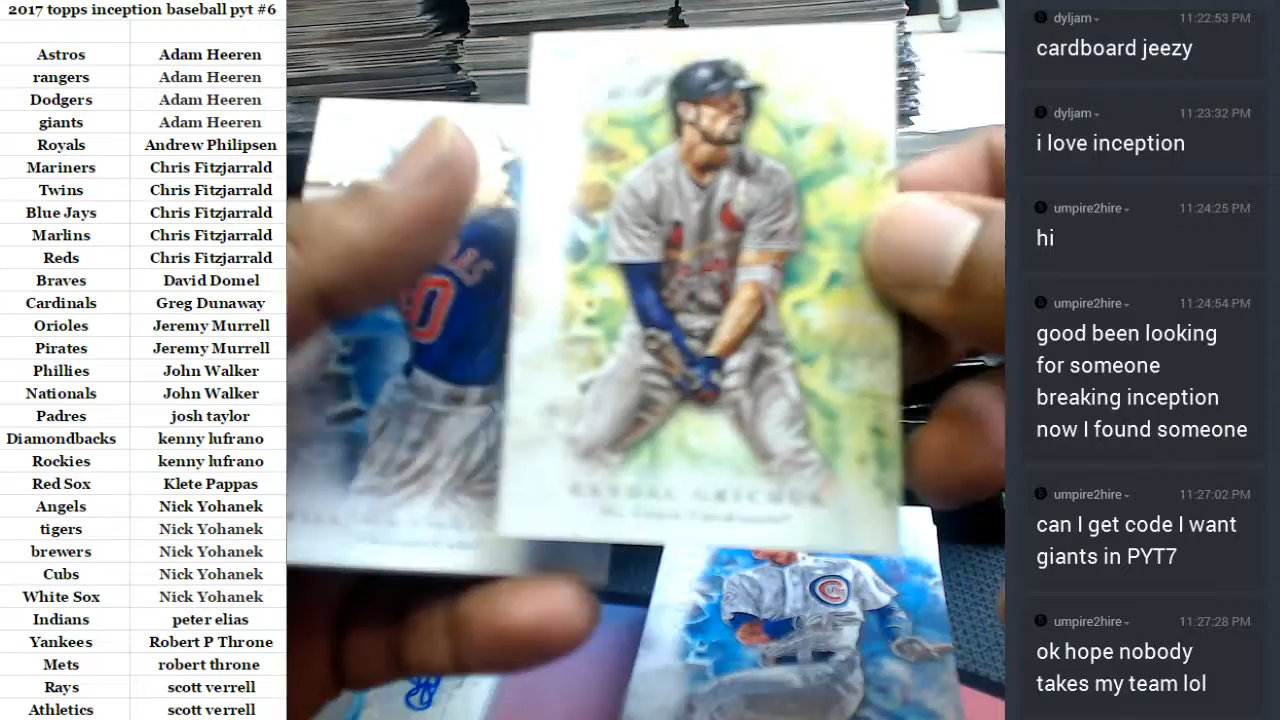 2017 topps inception baseball pyt #6
Astros Adam Heeren
rangers Adam Heeren
Dodgers Adam Heeren
giants Adam Heeren
Royals Andrew Philipsen
Mariners Chris Fitzjarrald
Twins Chris Fitzjarrald
Blue Jays Chris Fitzjarrald
Marlins Chris Fitzjarrald
Reds Chris Fitzjarrald
Braves David Domel
Cardinals Greg Dunaway
Orioles Jeremy Murrell
Pirates Jeremy Murrell
Phillies John Walker
Nationals John Walker
Padres josh taylor
Diamondbacks kenny lufrano
Rockies kenny lufrano
Red Sox Klete Pappas
Angels Nick Yohanek
tigers Nick Yohanek
brewers Nick Yohanek
Cubs Nick Yohanek
White Sox Nick Yohanek
Indians peter elias
Yankees Robert P Throne
Mets robert throne
Rays scott verrell
Athletics scott verrell
RANDAL GRICHUK
St. Louis Cardinals
dyljam 11:22:53 PM
cardboard jeezy
dyljam 11:23:32 PM
i love inception
umpire2hire 11:24:25 PM
hi
umpire2hire 11:24:54 PM
good been looking
for someone
breaking inception
now I found someone
umpire2hire 11:27:02 PM
can I get code I want
giants in PYT7
umpire2hire 11:27:28 PM
ok hope nobody
takes my team lol